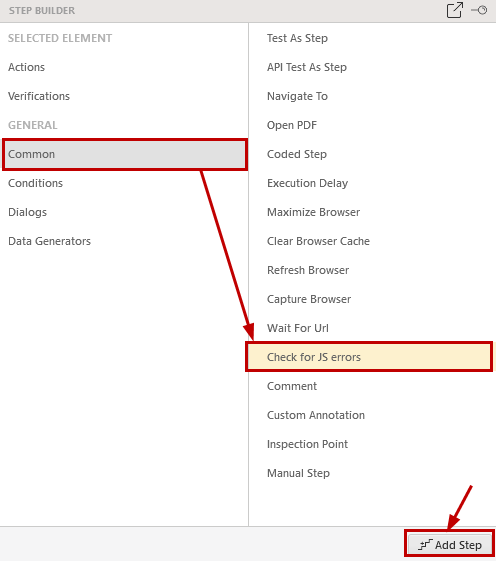 STEP BUILDER
SELECTED ELEMENT
Actions
Verifications
GENERAL
Common
Conditions
Dialogs
Data Generators
Test As Step
API Test As Step
Navigate To
Open PDF
Coded Step
Execution Delay
Maximize Browser
Clear Browser Cache
Refresh Browser
Capture Browser
Wait For Url
Check for JS errors
Comment
Custom Annotation
Inspection Point
Manual Step
Add Step